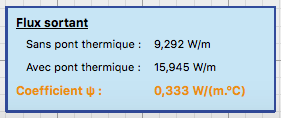 Flux sortant
Sans pont thermique : 9,292 W/m
Avec pont thermique : 15,945 W/m
Coefficient ψ : 0,333 W/(m.°C)